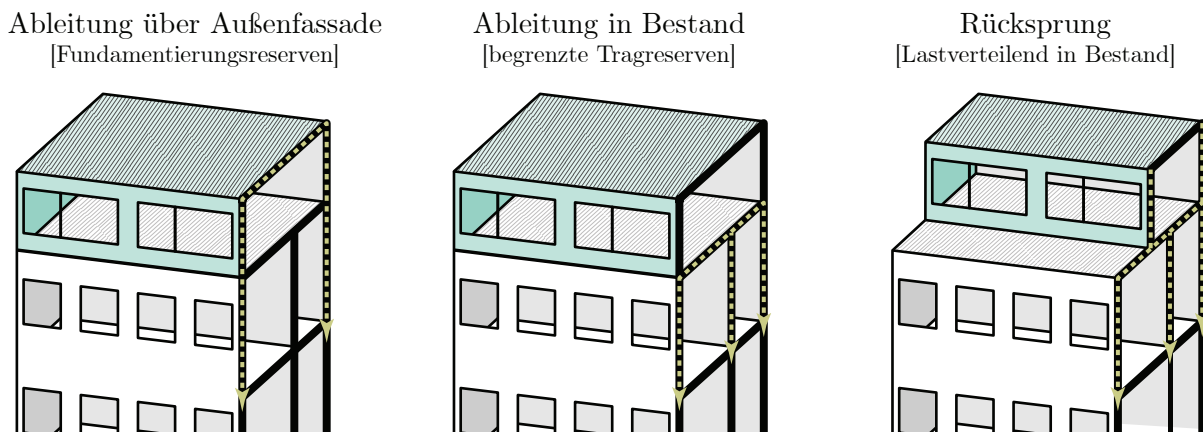 Ableitung über Außenfassade
[Fundamentierungsreserven]
Ableitung in Bestand
[begrenzte Tragreserven]
Rücksprung
[Lastverteilend in Bestand]